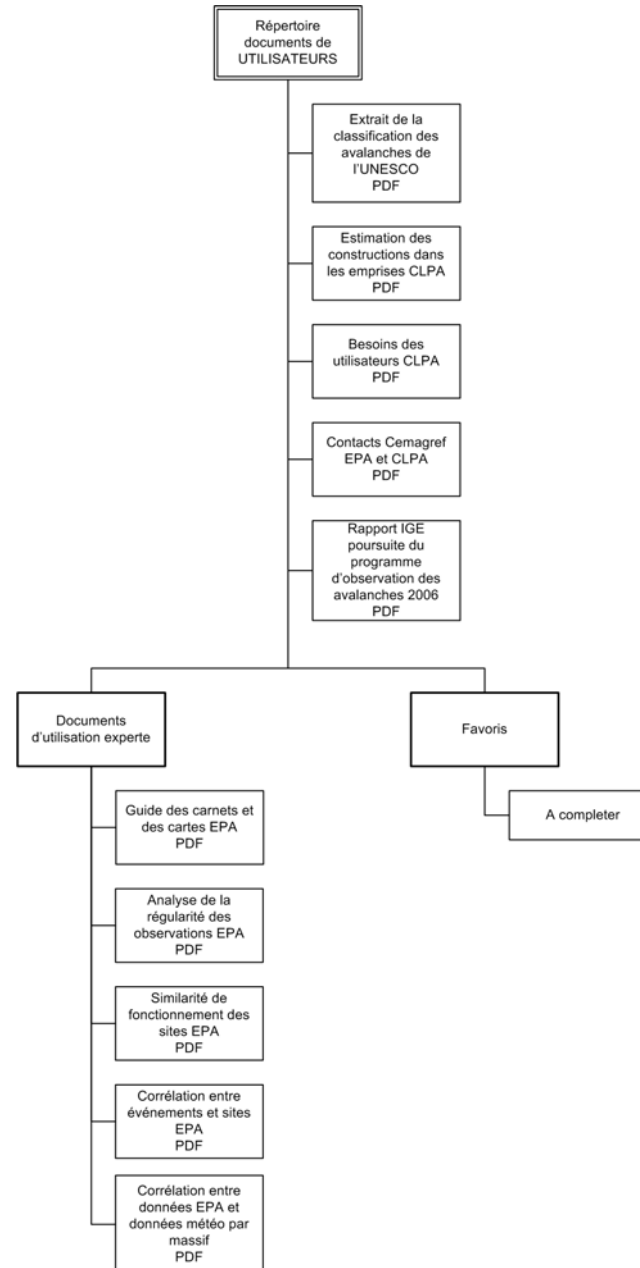 Répertoire
documents de
UTILISATEURS
Extrait de la
classification des
avalanches de
l'UNESCO
PDF
Estimation des
constructions dans
les emprises CLPA
PDF
Besoins des
utilisateurs CLPA
PDF
Contacts Cemagref
EPA et CLPA
PDF
Rapport IGE
poursuite du
programme
d'observation des
avalanches 2006
PDF
Documents
d'utilisation experte
Guide des carnets et
des cartes EPA
PDF
Analyse de la
régularité des
observations EPA
PDF
Similarité de
fonctionnement des
sites EPA
PDF
Corrélation entre
événements et sites
EPA
PDF
Corrélation entre
données EPA et
données météo par
massif
PDF
Favoris
A completer